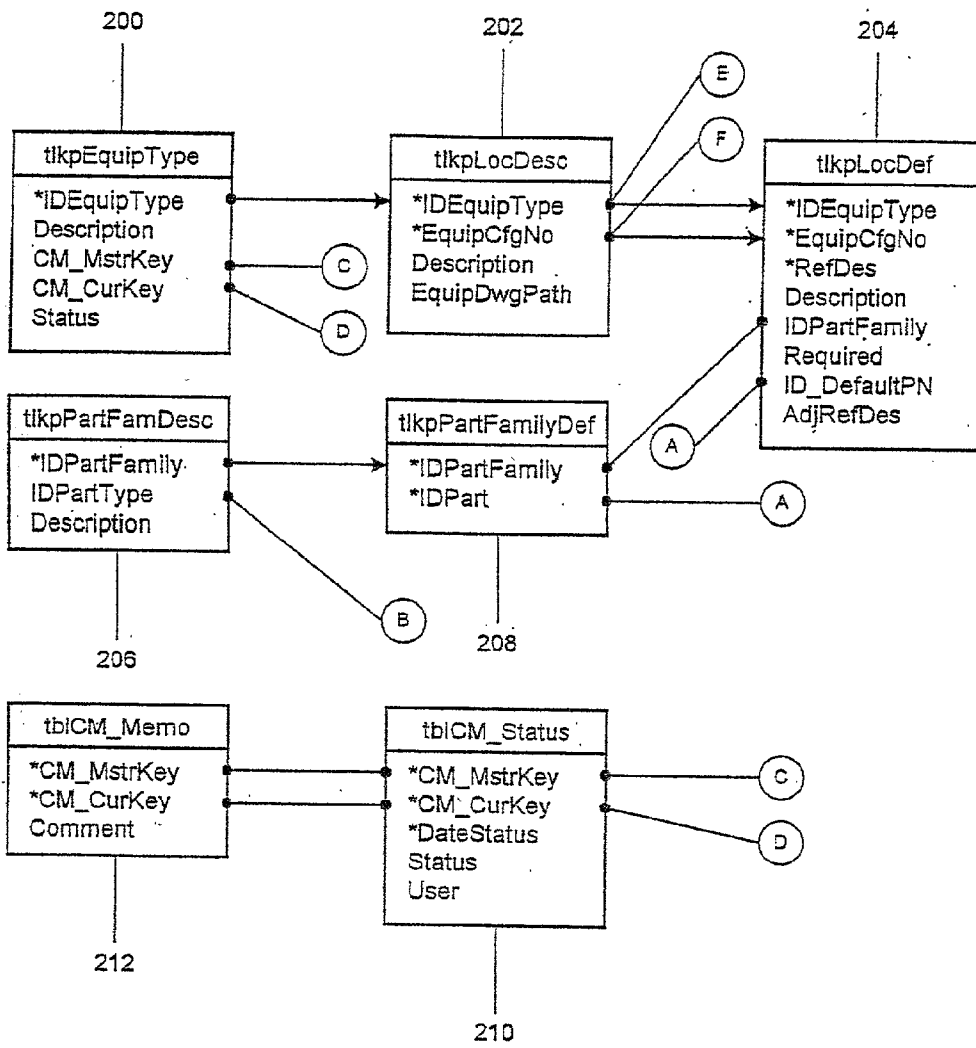 200
202
204
E
F
tlkpEquipType
*IDEquipType
Description
CM_MstrKey
CM_CurKey
Status
C
D
tlkpLocDesc
*IDEquipType
*EquipCfgNo
Description
EquipDwgPath
tlkpLocDef
*IDEquipType
*EquipCfgNo
*RefDes
Description
IDPartFamily
Required
ID_DefaultPN
AdjRefDes
tlkpPartFamDesc
*IDPartFamily
IDPartType
Description
tlkpPartFamilyDef
*IDPartFamily
*IDPart
A
A
B
206
208
tblCM_Memo
*CM_MstrKey
*CM_CurKey
Comment
tblCM_Status
*CM_MstrKey
*CM_CurKey
*DateStatus
Status
User
C
D
212
210